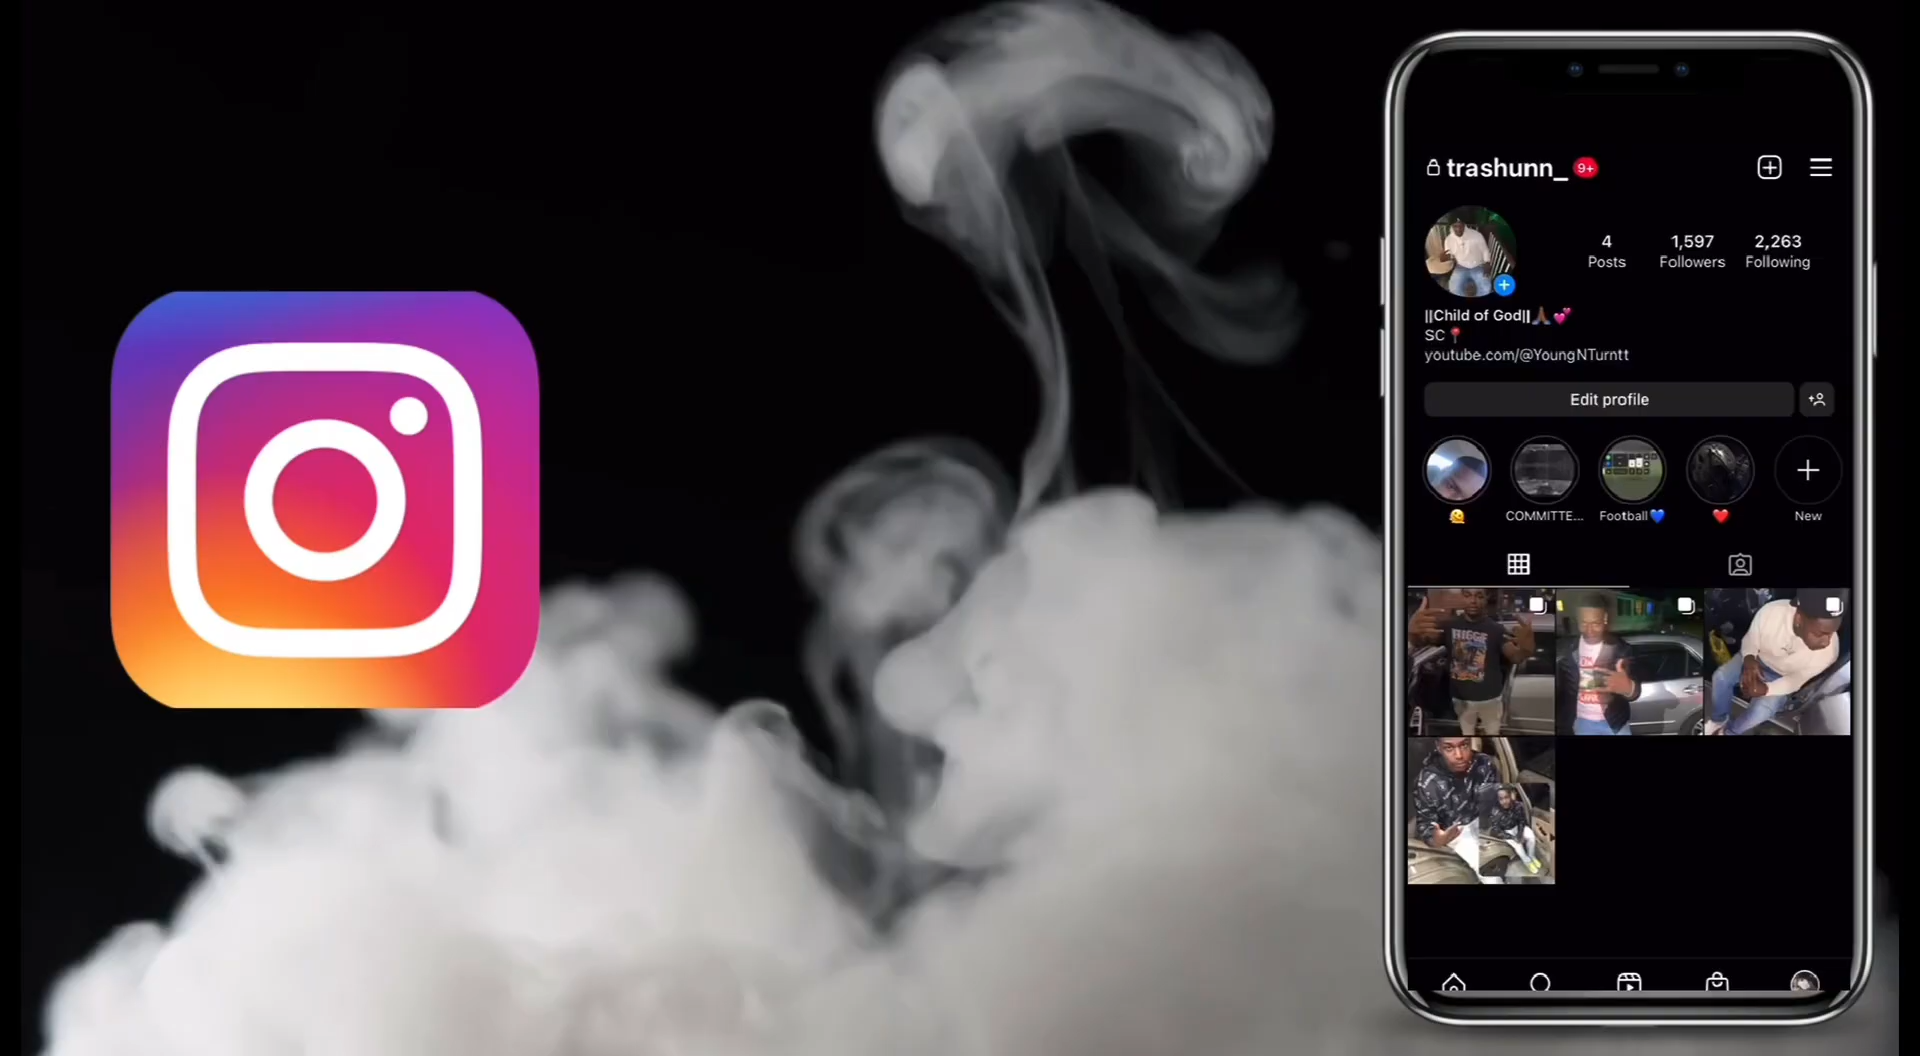 trashunn_ 9+
4 1,597 2,263
Posts Followers Following
||Child of God||🙏🏾💕
SC📍
youtube.com/@YoungNTurntt
Edit profile
COMMITTE... Football💙 ❤️ New